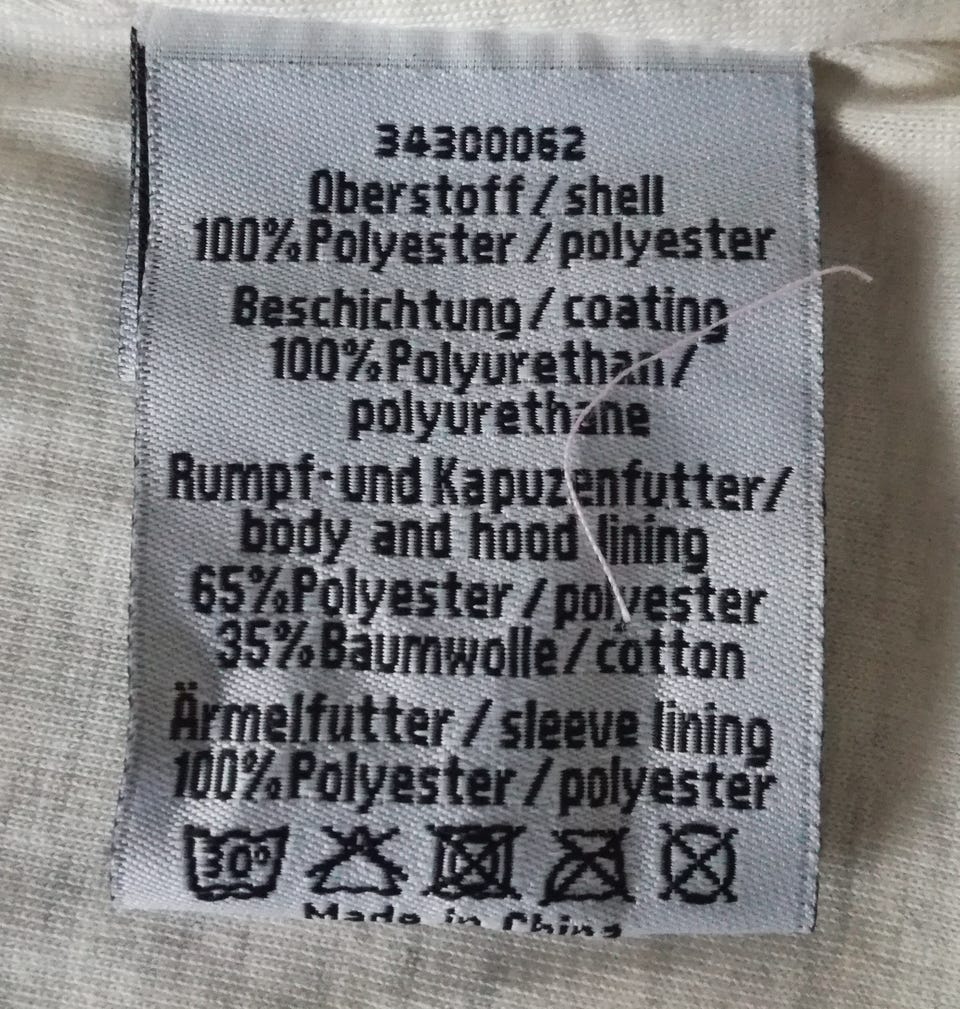 34300062
Oberstoff / shell
100% Polyester / polyester
Beschichtung / coating
100% Polyurethan /
polyurethane
Rumpf- und Kapuzenfutter /
body and hood lining
65% Polyester / polyester
35% Baumwolle / cotton
Ärmelfutter / sleeve lining
100% Polyester / polyester
30°
Made in China